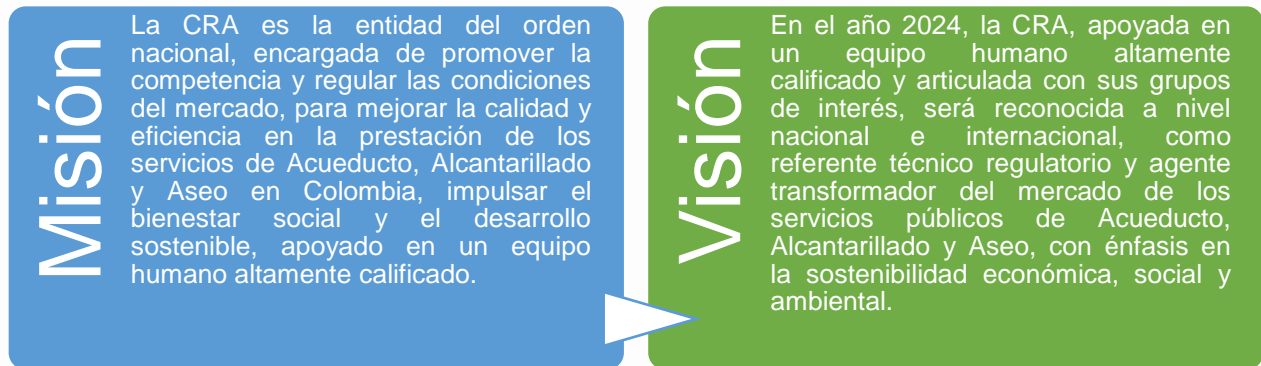 Misión
La CRA es la entidad del orden
nacional, encargada de promover la
competencia y regular las condiciones
del mercado, para mejorar la calidad y
eficiencia en la prestación de los
servicios de Acueducto, Alcantarillado
y Aseo en Colombia, impulsar el
bienestar social y el desarrollo
sostenible, apoyado en un equipo
humano altamente calificado.
Visión
En el año 2024, la CRA, apoyada en
un equipo humano altamente
calificado y articulada con sus grupos
de interés, será reconocida a nivel
nacional e internacional, como
referente técnico regulatorio y agente
transformador del mercado de los
servicios públicos de Acueducto,
Alcantarillado y Aseo, con énfasis en
la sostenibilidad económica, social y
ambiental.